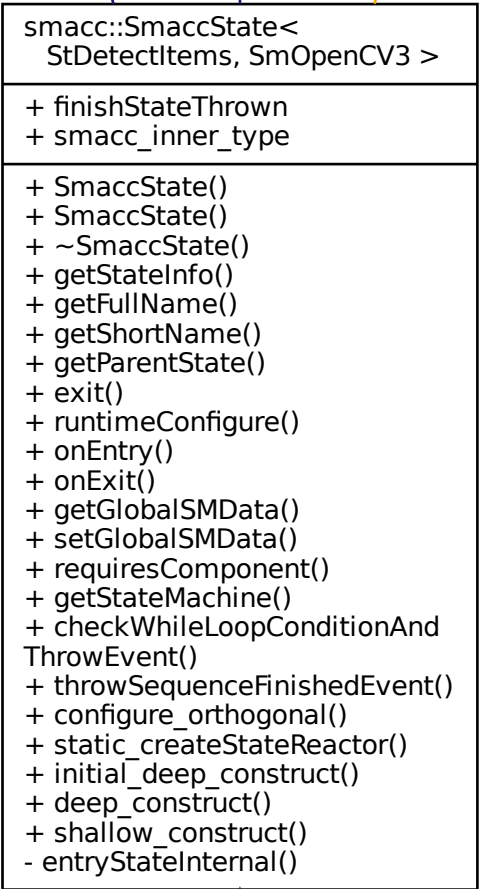 smacc::SmaccState<
StDetectItems, SmOpenCV3 >
+ finishStateThrown
+ smacc_inner_type
+ SmaccState()
+ SmaccState()
+ ~SmaccState()
+ getStateInfo()
+ getFullName()
+ getShortName()
+ getParentState()
+ exit()
+ runtimeConfigure()
+ onEntry()
+ onExit()
+ getGlobalSMData()
+ setGlobalSMData()
+ requiresComponent()
+ getStateMachine()
+ checkWhileLoopConditionAnd
ThrowEvent()
+ throwSequenceFinishedEvent()
+ configure_orthogonal()
+ static_createStateReactor()
+ initial_deep_construct()
+ deep_construct()
+ shallow_construct()
- entryStateInternal()